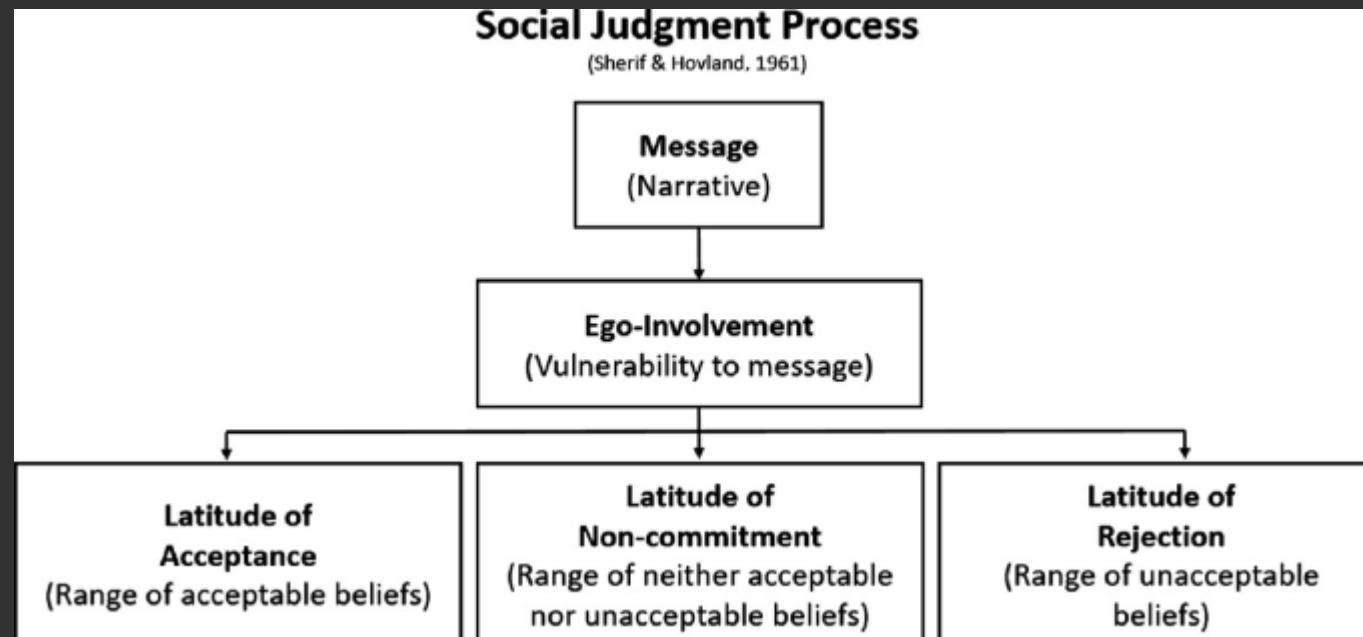 Social Judgment Process
(Sherif & Hovland, 1961)
Message
(Narrative)
Ego-Involvement
(Vulnerability to message)
Latitude of
Acceptance
(Range of acceptable beliefs)
Latitude of
Non-commitment
(Range of neither acceptable
nor unacceptable beliefs)
Latitude of
Rejection
(Range of unacceptable
beliefs)